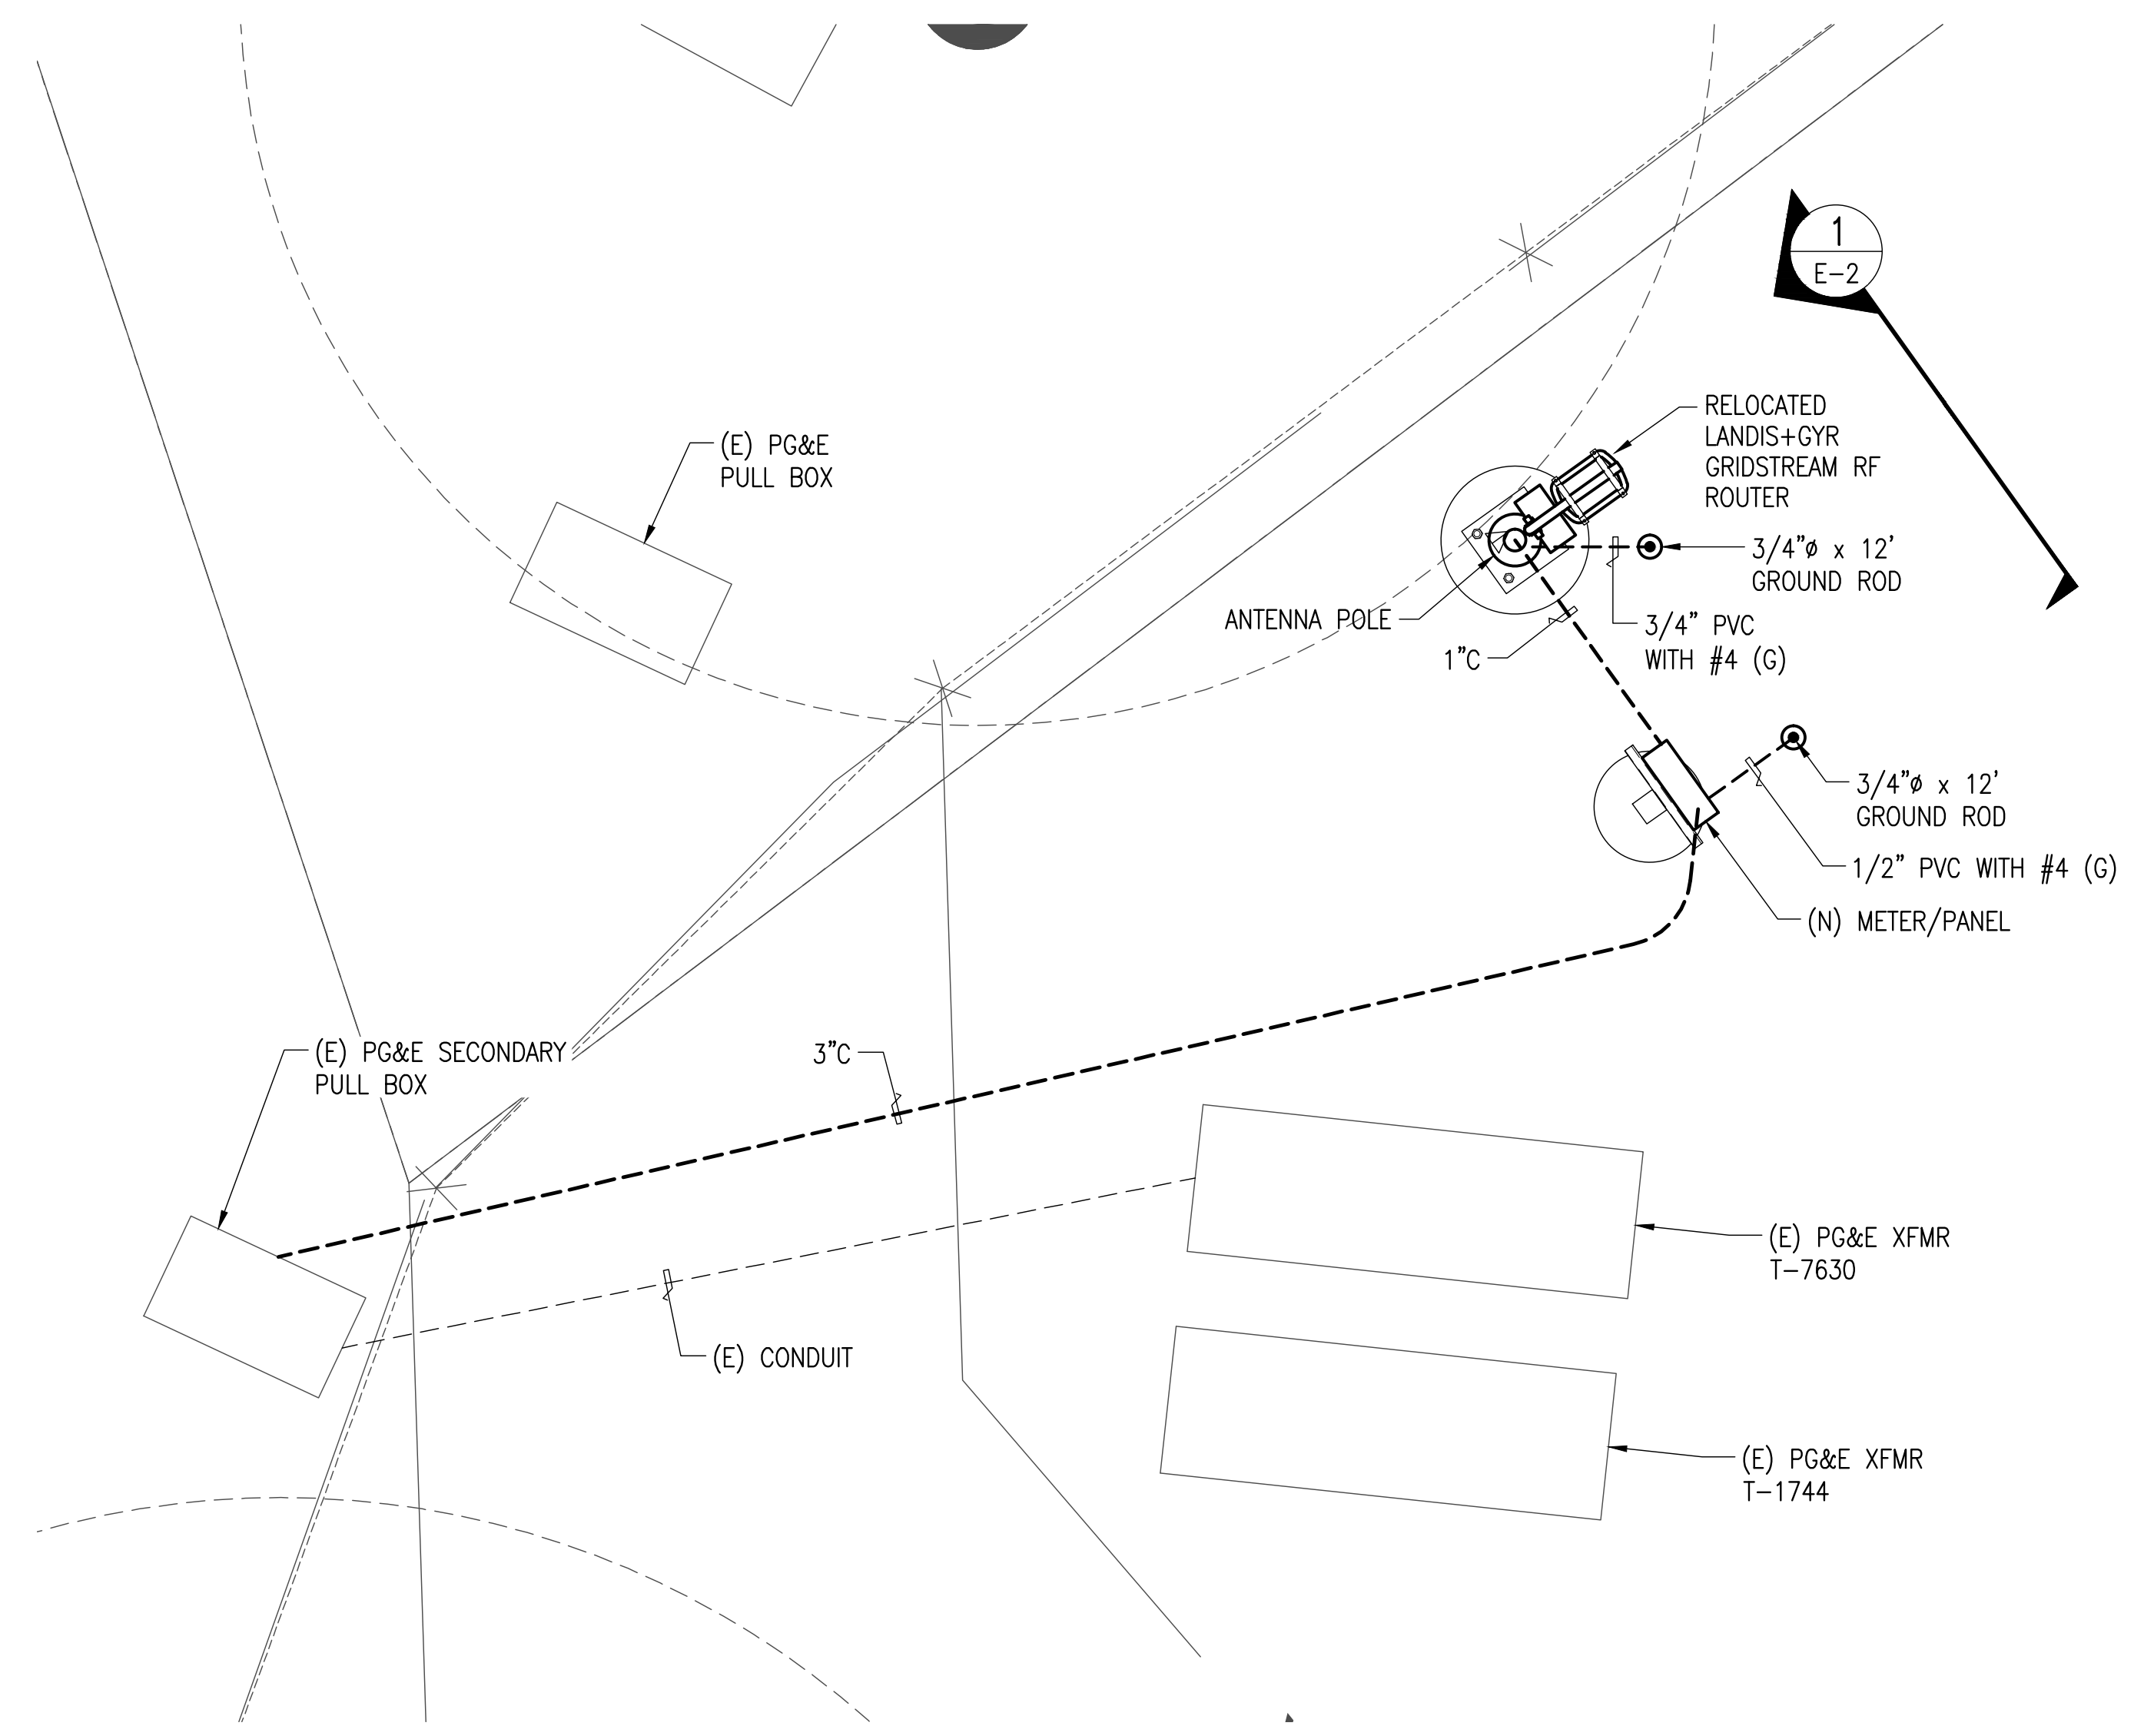 1
E-2
RELOCATED
LANDIS+GYR
GRIDSTREAM RF
ROUTER
(E) PG&E
PULL BOX
3/4"ø x 12'
GROUND ROD
ANTENNA POLE
3/4" PVC
WITH #4 (G)
1"C
3/4"ø x 12'
GROUND ROD
1/2" PVC WITH #4 (G)
(N) METER/PANEL
(E) PG&E SECONDARY
PULL BOX
3"C
(E) PG&E XFMR
T-7630
(E) CONDUIT
(E) PG&E XFMR
T-1744